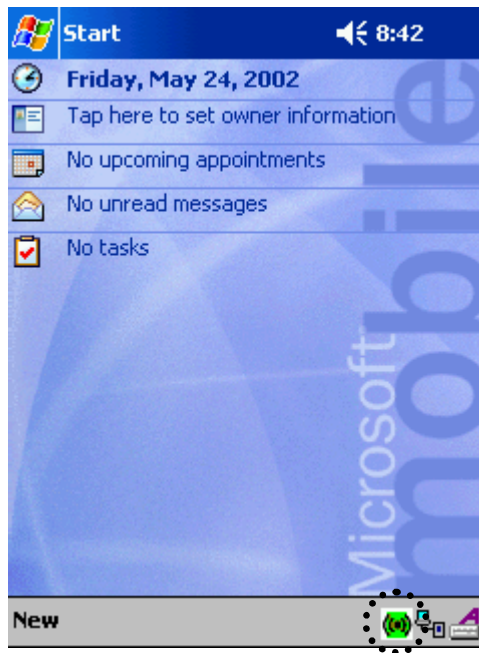 Start 8:42
Friday, May 24, 2002
Tap here to set owner information
No upcoming appointments
No unread messages
No tasks
Microsoft
mobile
New